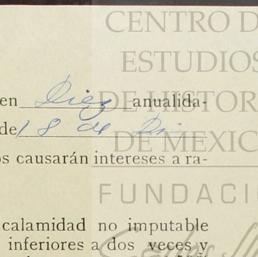 CENTRO D
ESTUDIOS
en Diez anualida-
DE HISTOR
de 18 de Di
DE MEXIC
os causarán intereses a ra-
FUNDACI
calamidad no imputable
inferiores a dos veces y